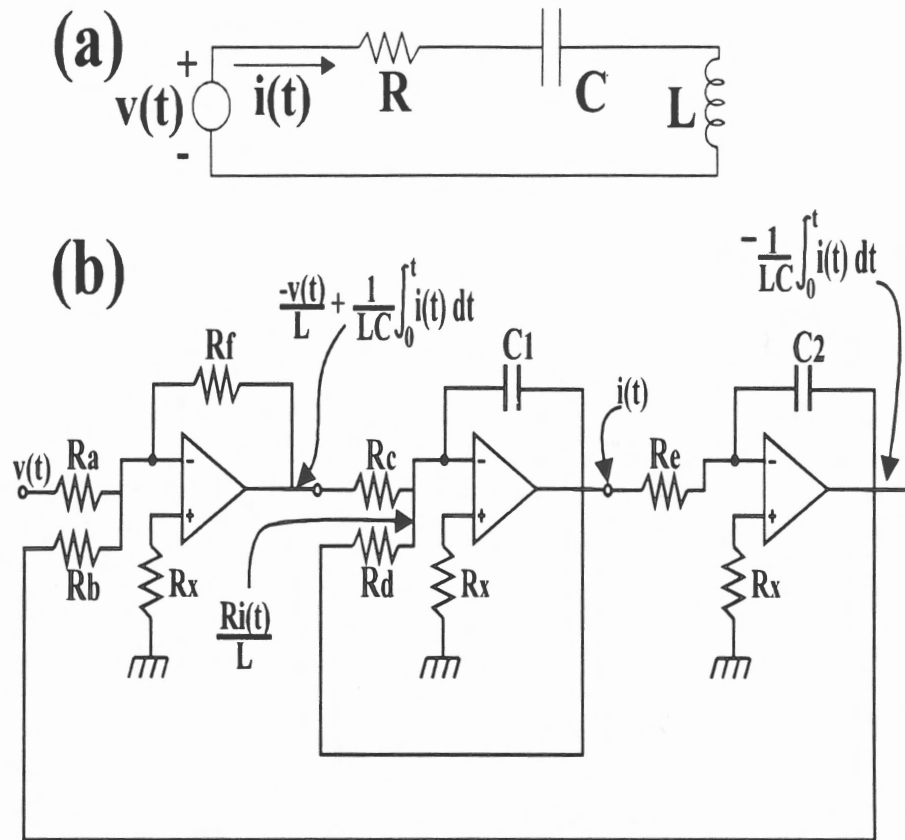 (a)
+
v(t)
-
i(t)
R
C
L
(b)
-v(t)/L + 1/LC ∫₀ᵗ i(t) dt
-1/LC ∫₀ᵗ i(t) dt
Rf
C1
C2
v(t)
Ra
Rc
i(t)
Re
-
-
-
+
+
+
Rb
Rx
Rd
Rx
Rx
Ri(t)/L